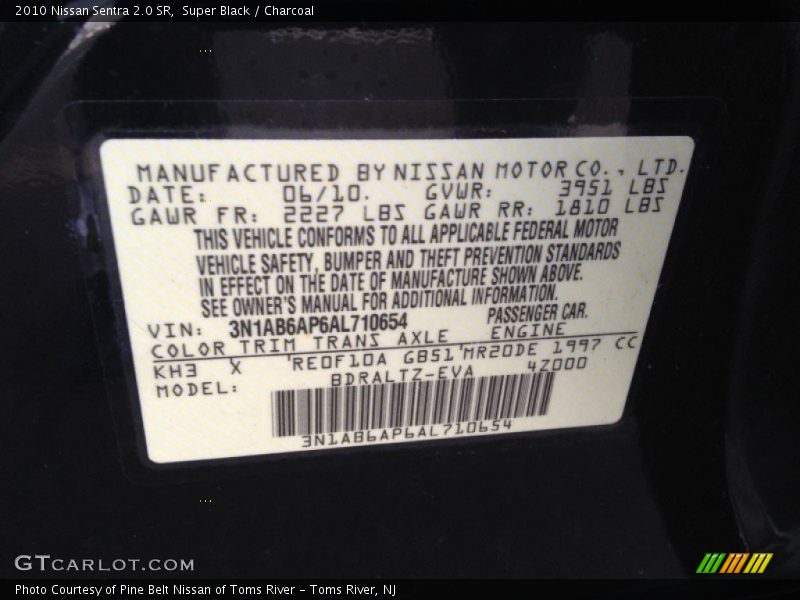 2010 Nissan Sentra 2.0 SR,  Super Black / Charcoal
MANUFACTURED BY NISSAN MOTOR CO., LTD.
DATE: 06/10. GVWR: 3951 LBS
GAWR FR: 2227 LBS GAWR RR: 1810 LBS
THIS VEHICLE CONFORMS TO ALL APPLICABLE FEDERAL MOTOR
VEHICLE SAFETY, BUMPER AND THEFT PREVENTION STANDARDS
IN EFFECT ON THE DATE OF MANUFACTURE SHOWN ABOVE.
SEE OWNER'S MANUAL FOR ADDITIONAL INFORMATION.
VIN: 3N1AB6AP6AL710654 PASSENGER CAR.
COLOR TRIM TRANS AXLE ENGINE
KH3 X RE0F10A GB51 MR20DE 1997 CC
MODEL: BDRALTZ-EVA 4Z000
3N1AB6AP6AL710654
GTCARLOT.COM
Photo Courtesy of Pine Belt Nissan of Toms River – Toms River, NJ